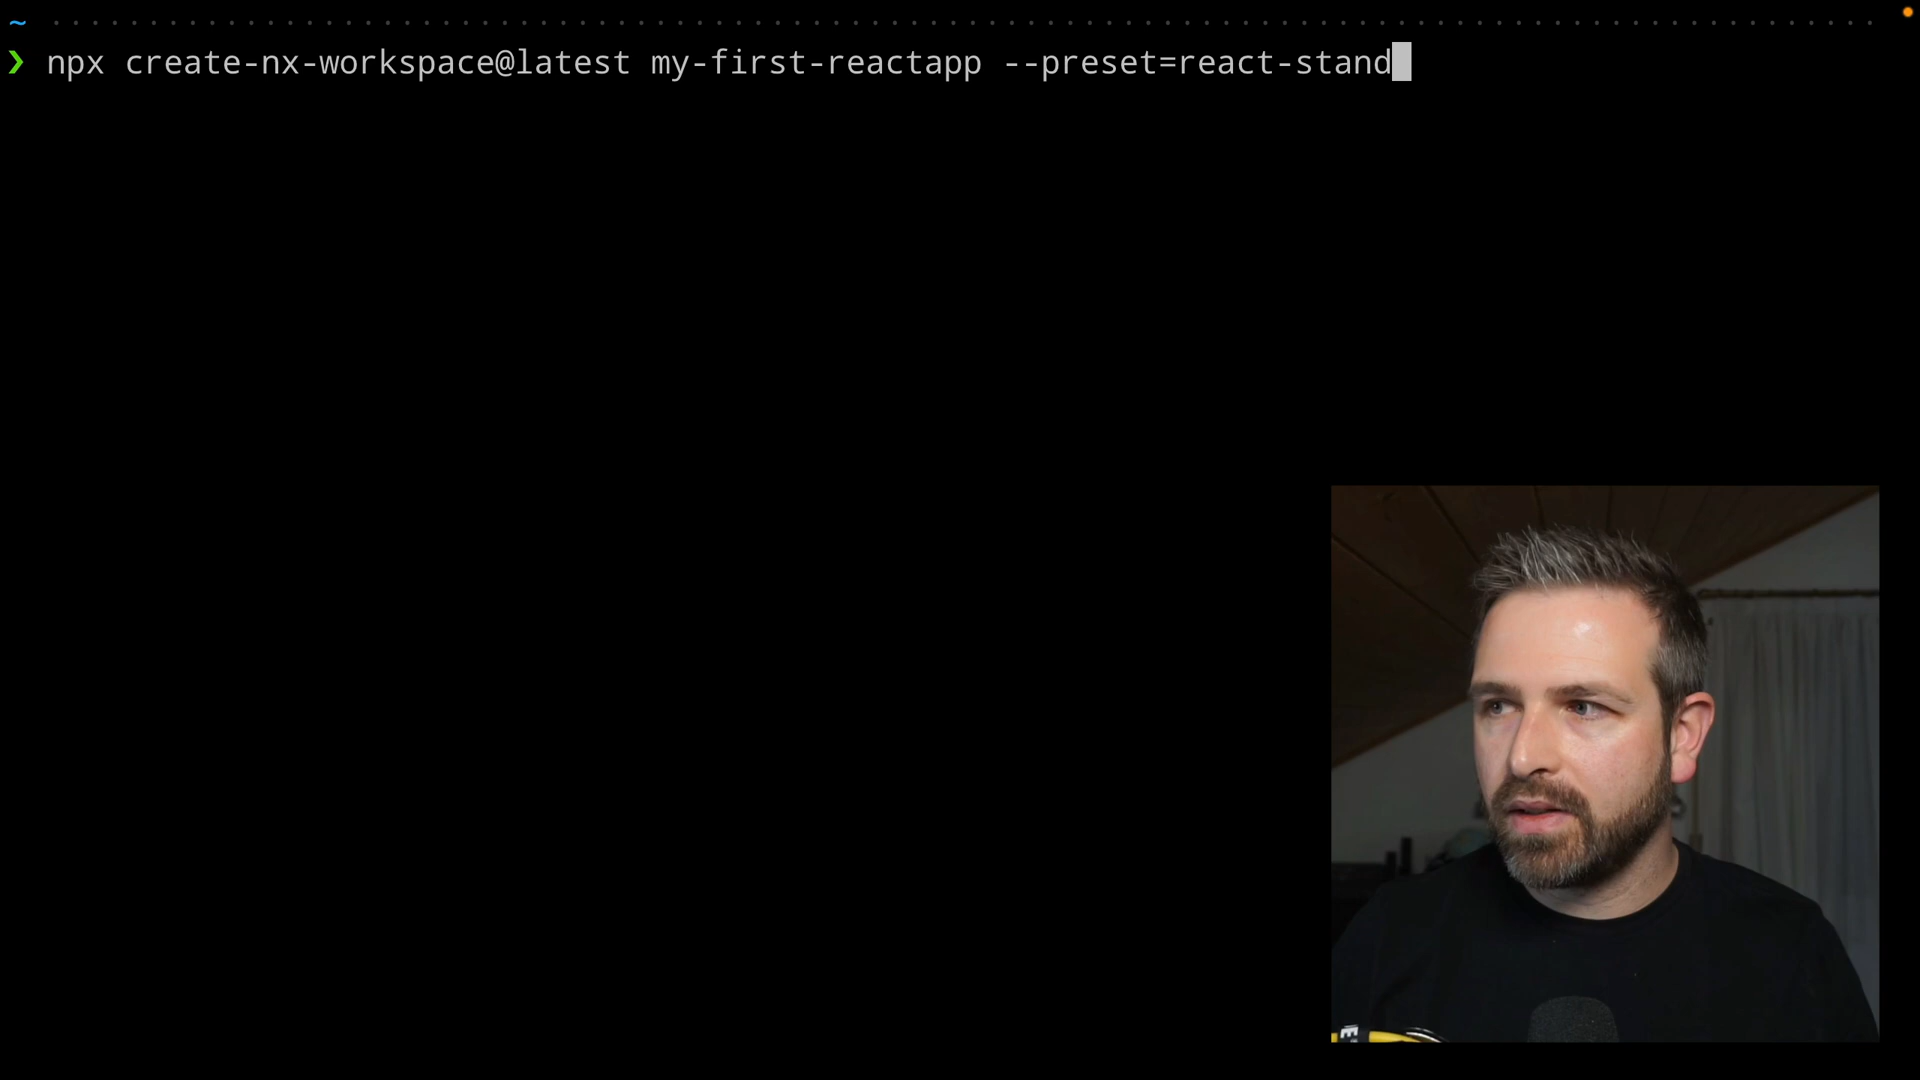 ~
❯ npx create-nx-workspace@latest my-first-reactapp --preset=react-stand